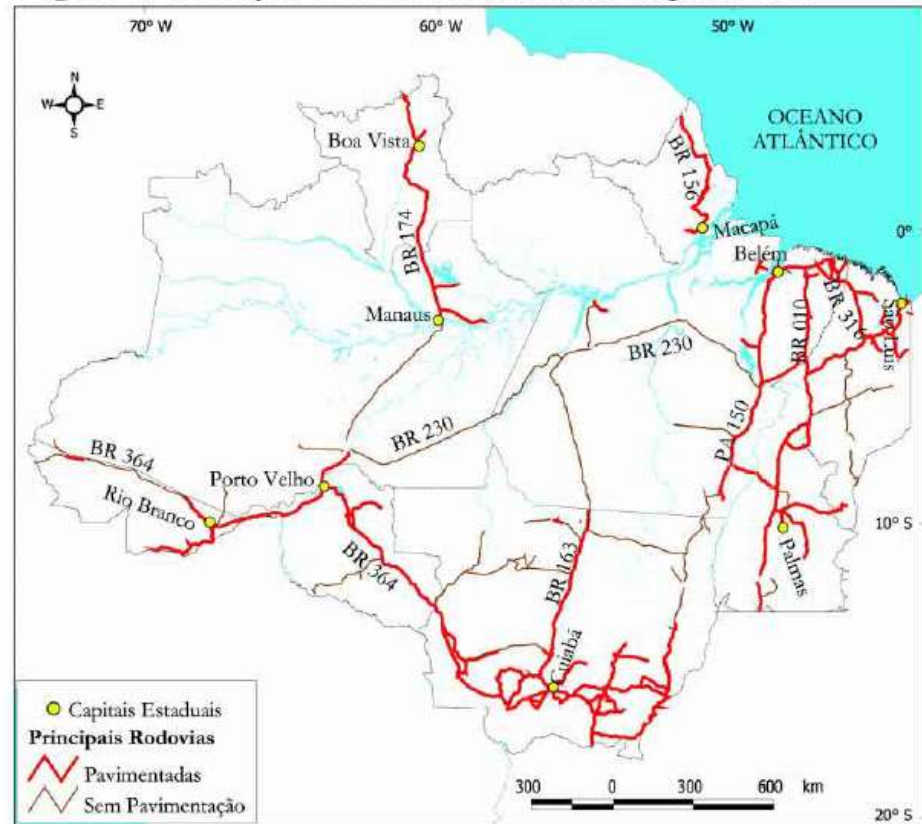 70° W
60° W
50° W
N
W
E
S
OCEANO
ATLÂNTICO
Boa Vista
BR 156
BR 174
Macapá
0°
Belém
Manaus
BR 010
BR 316
São Luis
BR 230
BR 230
PA 150
BR 364
Porto Velho
Rio Branco
10° S
BR 364
BR 163
Palmas
Cuiabá
Capitais Estaduais
Principais Rodovias
Pavimentadas
Sem Pavimentação
300
0
300
600
km
20° S